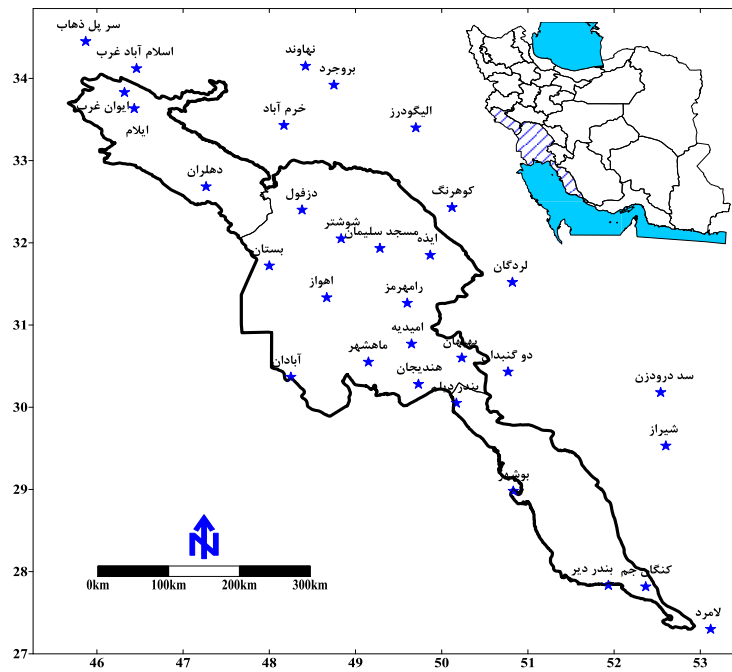 سر پل ذهاب
اسلام آباد غرب
نهاوند
بروجرد
34
ایوان غرب
خرم آباد
الیگودرز
ایلام
33
دهلران
دزفول
کوهرنگ
شوشتر
مسجد سلیمان
ایذه
32
بستان
لردگان
اهواز
رامهرمز
31
امیدیه
بهبهان
آبادان
ماهشهر
هندیجان
دو گنبدان
سد درودزن
بندر دیلم
30
شیراز
بوشهر
29
28
بندر دیر
کنگان جم
0km 100km 200km 300km
لامرد
27
46 47 48 49 50 51 52 53